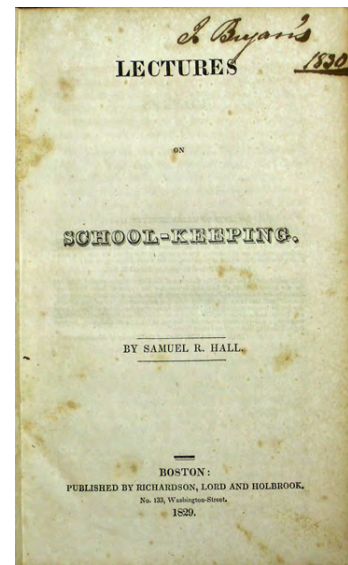 J. Bryan's
1830
LECTURES
ON
SCHOOL-KEEPING.
BY SAMUEL R. HALL.
BOSTON:
PUBLISHED BY RICHARDSON, LORD AND HOLBROOK.
No. 133, Washington-Street.
1829.